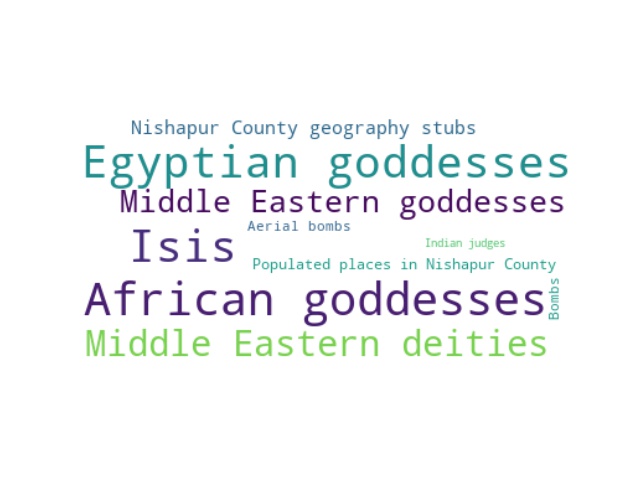 Nishapur County geography stubs
Egyptian goddesses
Middle Eastern goddesses
Aerial bombs
Isis
Indian judges
Populated places in Nishapur County
African goddesses
Bombs
Middle Eastern deities